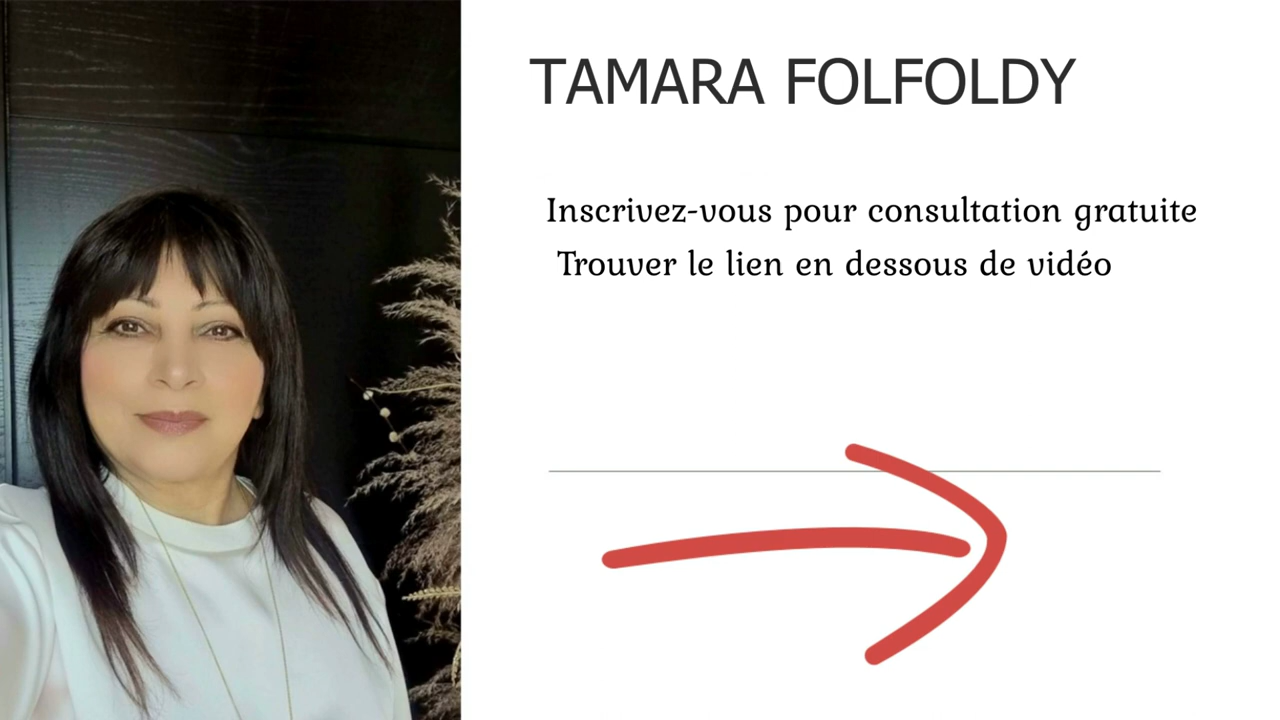 TAMARA FOLFOLDY
Inscrivez-vous pour consultation gratuite
Trouver le lien en dessous de vidéo